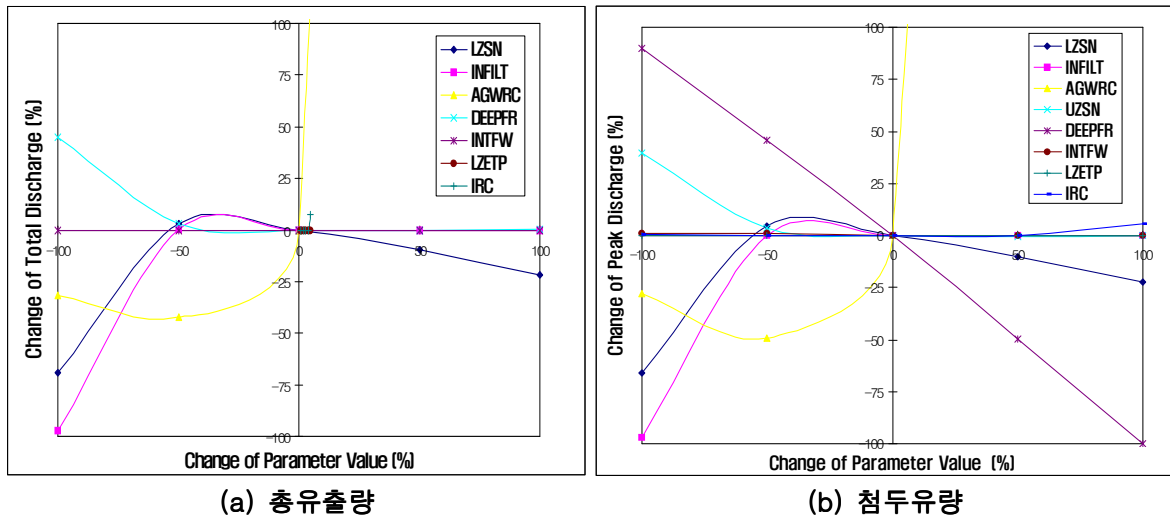 100
75
50
25
0
−25
−50
−75
−100
−100
−50
0
50
100
Change of Total Discharge (%)
Change of Parameter Value (%)
LZSN
INFILT
AGWRC
DEEPFR
INTFW
LZETP
IRC
(a) 총유출량
100
75
50
25
0
−25
−50
−75
−100
−100
−50
0
50
100
Change of Peak Discharge (%)
Change of Parameter Value (%)
LZSN
INFILT
AGWRC
UZSN
DEEPFR
INTFW
LZETP
IRC
(b) 첨두유량